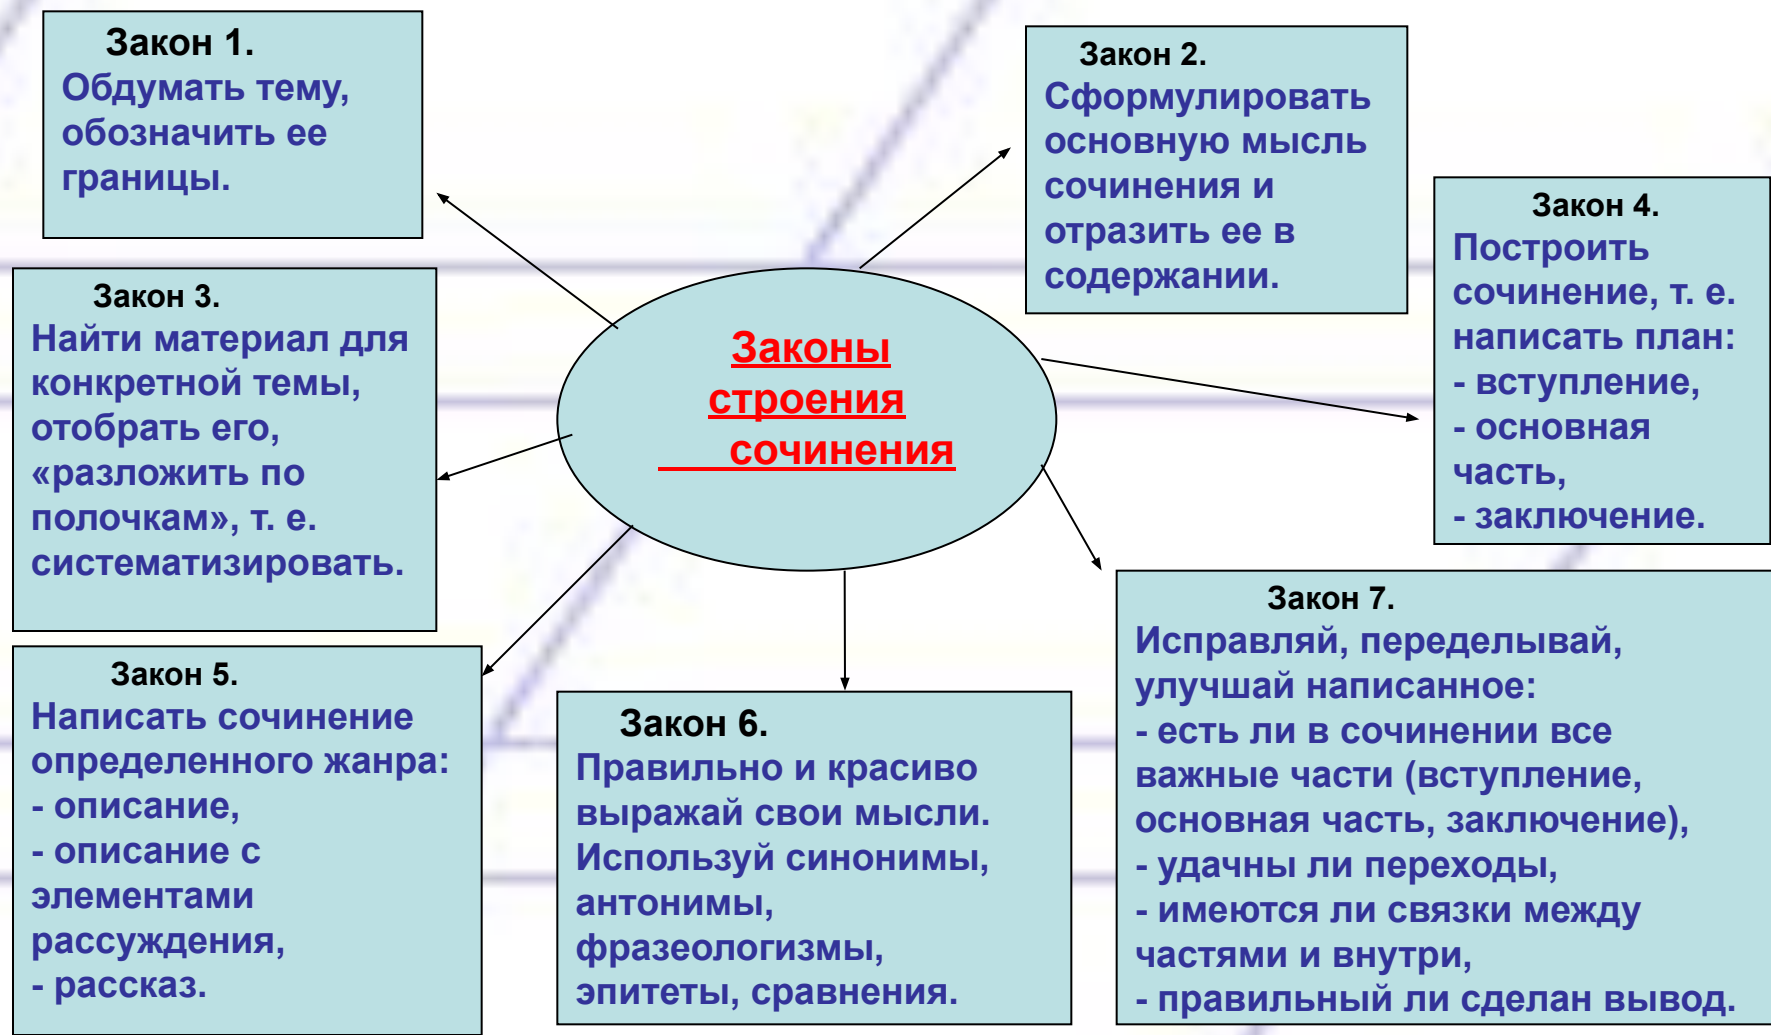 Закон 1.
Обдумать тему,
обозначить ее
границы.
Закон 2.
Сформулировать
основную мысль
сочинения и
отразить ее в
содержании.
Закон 3.
Найти материал для
конкретной темы,
отобрать его,
«разложить по
полочкам», т. е.
систематизировать.
Законы
строения
сочинения
Закон 4.
Построить
сочинение, т. е.
написать план:
- вступление,
- основная
часть,
- заключение.
Закон 5.
Написать сочинение
определенного жанра:
- описание,
- описание с
элементами
рассуждения,
- рассказ.
Закон 6.
Правильно и красиво
выражай свои мысли.
Используй синонимы,
антонимы,
фразеологизмы,
эпитеты, сравнения.
Закон 7.
Исправляй, переделывай,
улучшай написанное:
- есть ли в сочинении все
важные части (вступление,
основная часть, заключение),
- удачны ли переходы,
- имеются ли связки между
частями и внутри,
- правильный ли сделан вывод.